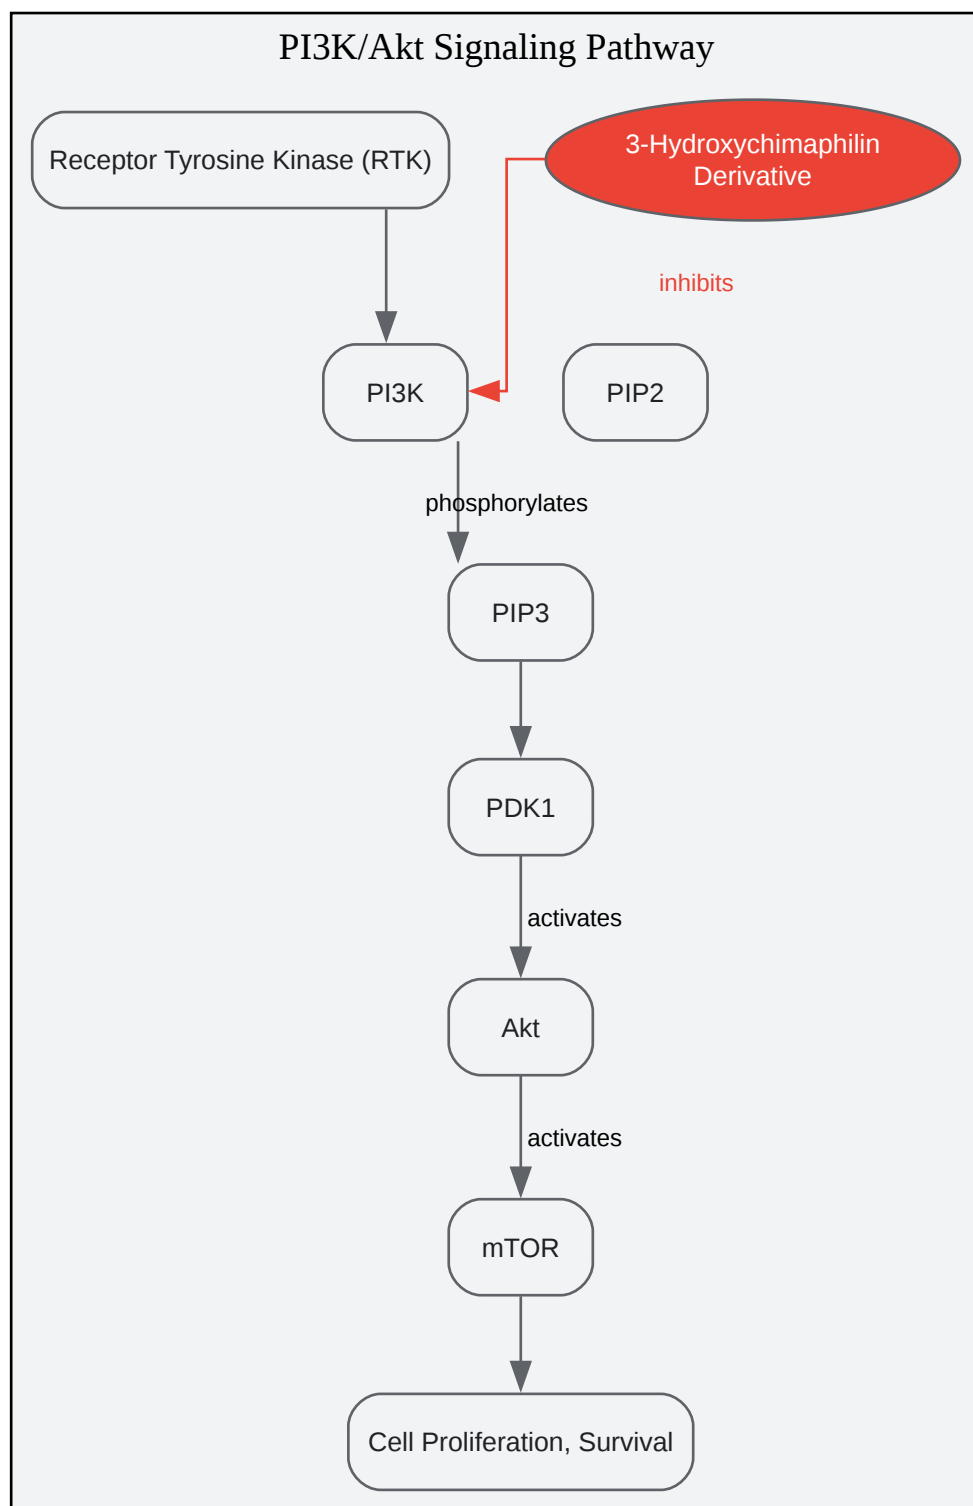 PI3K/Akt Signaling Pathway
Receptor Tyrosine Kinase (RTK)
3-Hydroxychimaphilin
Derivative
inhibits
PI3K
PIP2
phosphorylates
PIP3
PDK1
activates
Akt
activates
mTOR
Cell Proliferation, Survival